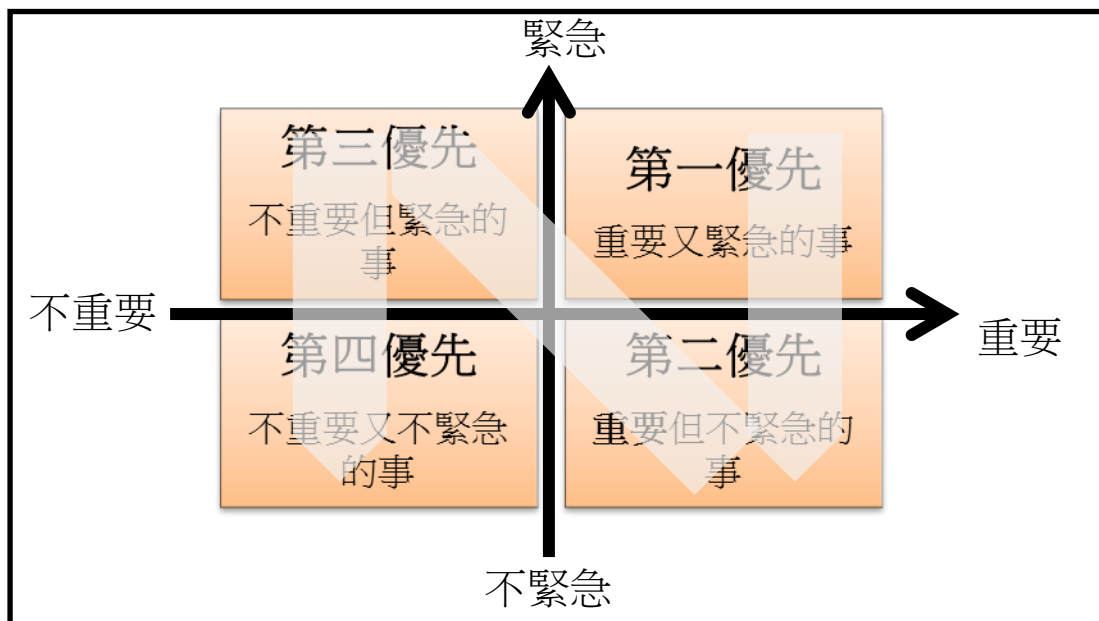 緊急
第三優先
不重要但緊急的
事
第一優先
重要又緊急的事
不重要
重要
第四優先
不重要又不緊急
的事
第二優先
重要但不緊急的
事
不緊急